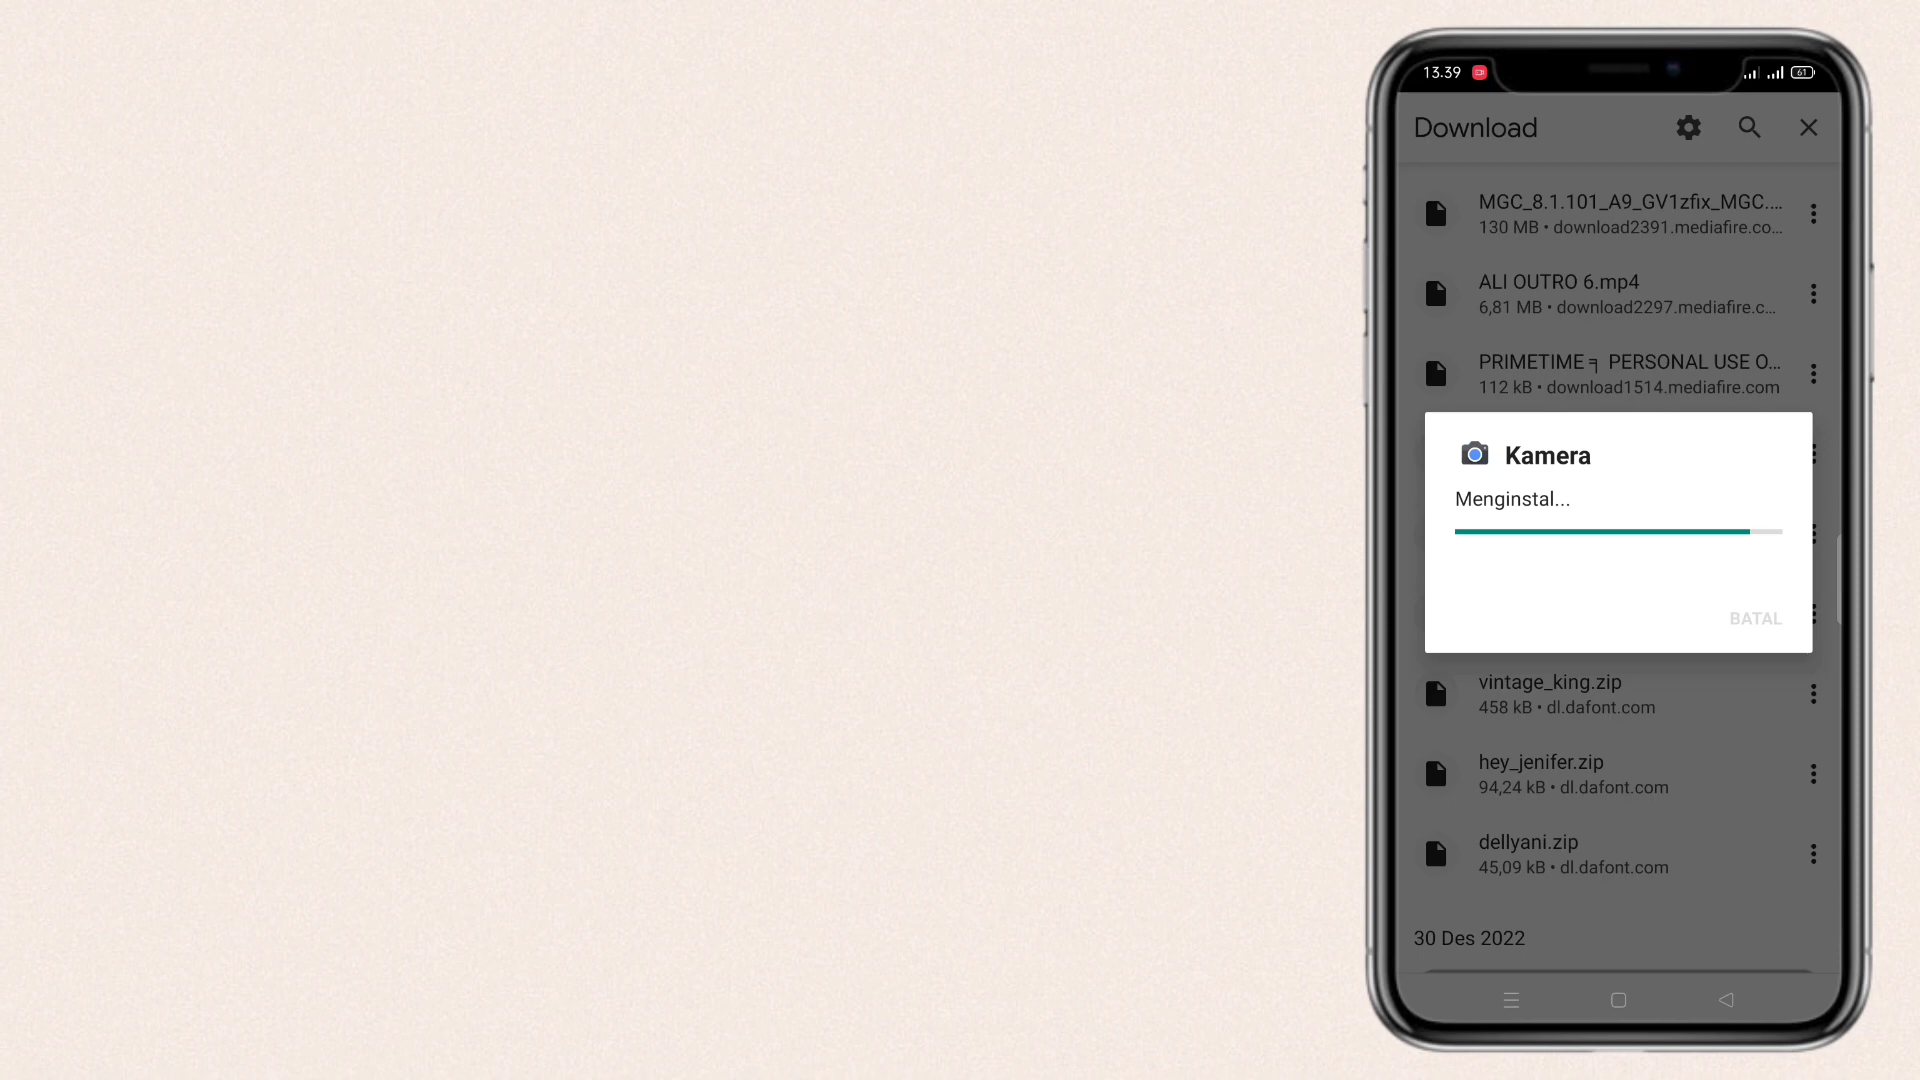 13.39
61
Download
MGC_8.1.101_A9_GV1zfix_MGC....
130 MB • download2391.mediafire.co...
ALI OUTRO 6.mp4
6,81 MB • download2297.mediafire.c...
PRIMETIME ╕ PERSONAL USE O...
112 kB • download1514.mediafire.com
Kamera
Menginstal...
BATAL
vintage_king.zip
458 kB • dl.dafont.com
hey_jenifer.zip
94,24 kB • dl.dafont.com
dellyani.zip
45,09 kB • dl.dafont.com
30 Des 2022